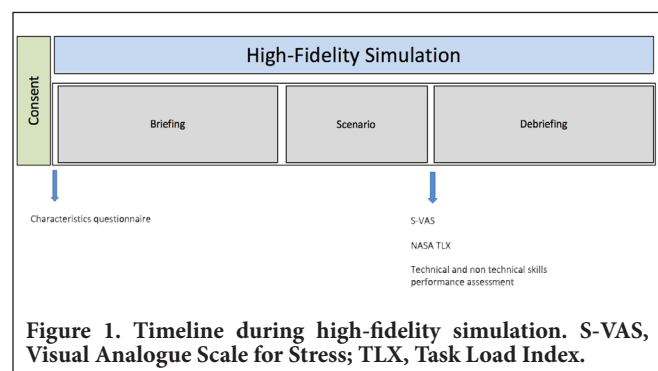 High-Fidelity Simulation
Consent
Briefing
Scenario
Debriefing
Characteristics questionnaire
S-VAS
NASA TLX
Technical and non technical skills
performance assessment
Figure 1. Timeline during high-fidelity simulation. S-VAS,
Visual Analogue Scale for Stress; TLX, Task Load Index.